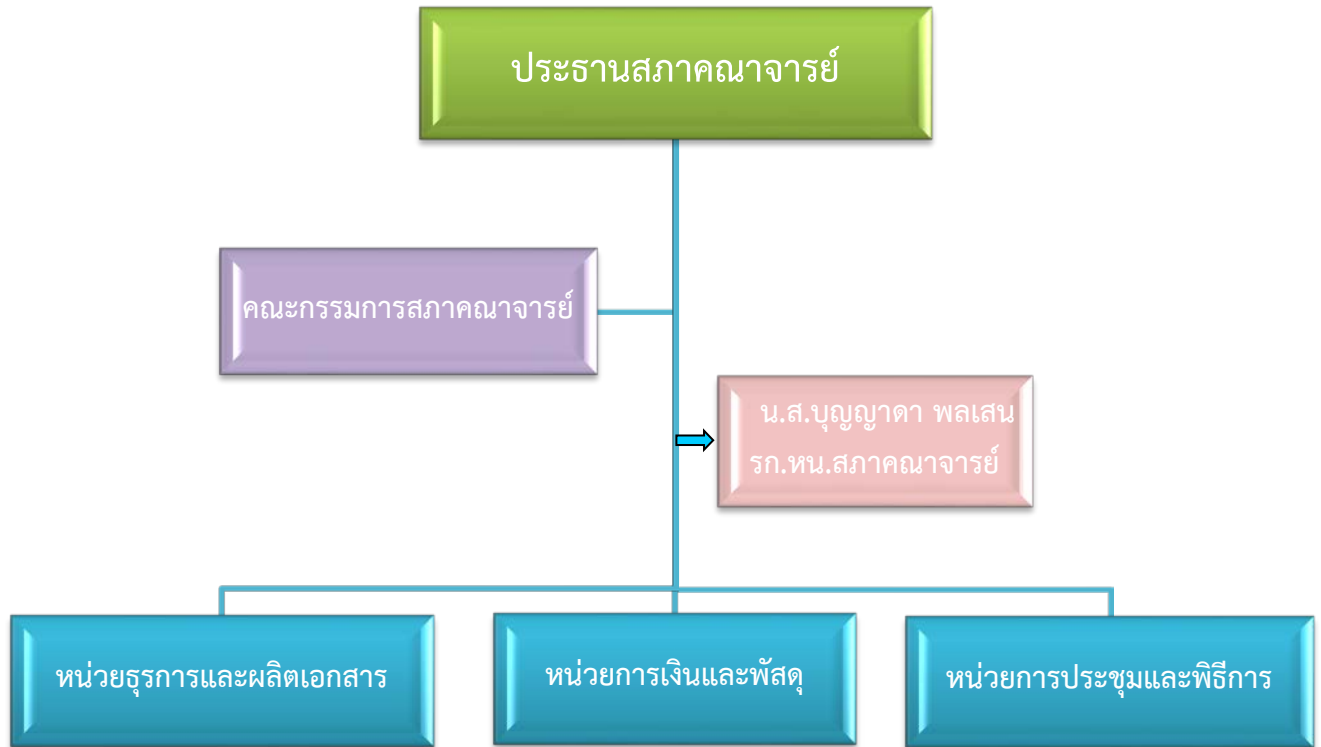 ประธานสภาคณาจารย์
คณะกรรมการสภาคณาจารย์
น.ส.บุญญาดา พลเสน
รก.หน.สภาคณาจารย์
หน่วยธุรการและผลิตเอกสาร
หน่วยการเงินและพัสดุ
หน่วยการประชุมและพิธีการ